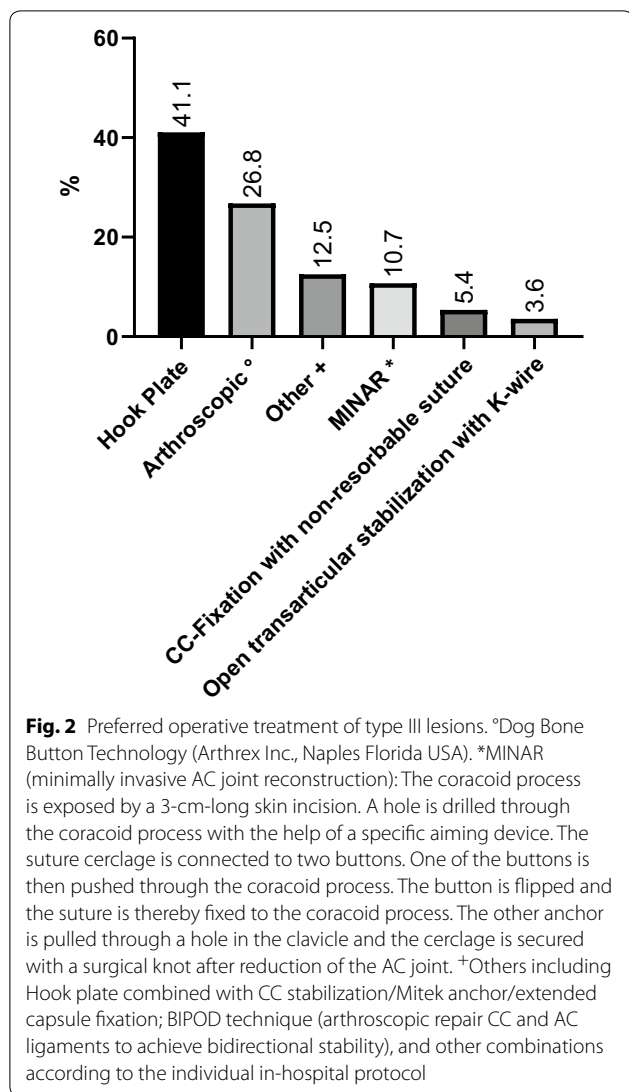 60
40
20
0
%
41.1
26.8
12.5
10.7
5.4
3.6
Hook Plate
Arthroscopic °
Other +
MINAR *
CC-Fixation with non-resorbable suture
Open transarticular stabilization with K-wire
Fig. 2 Preferred operative treatment of type III lesions. °Dog Bone
Button Technology (Arthrex Inc., Naples Florida USA). *MINAR
(minimally invasive AC joint reconstruction): The coracoid process
is exposed by a 3-cm-long skin incision. A hole is drilled through
the coracoid process with the help of a specific aiming device. The
suture cerclage is connected to two buttons. One of the buttons is
then pushed through the coracoid process. The button is flipped and
the suture is thereby fixed to the coracoid process. The other anchor
is pulled through a hole in the clavicle and the cerclage is secured
with a surgical knot after reduction of the AC joint. +Others including
Hook plate combined with CC stabilization/Mitek anchor/extended
capsule fixation; BIPOD technique (arthroscopic repair CC and AC
ligaments to achieve bidirectional stability), and other combinations
according to the individual in-hospital protocol